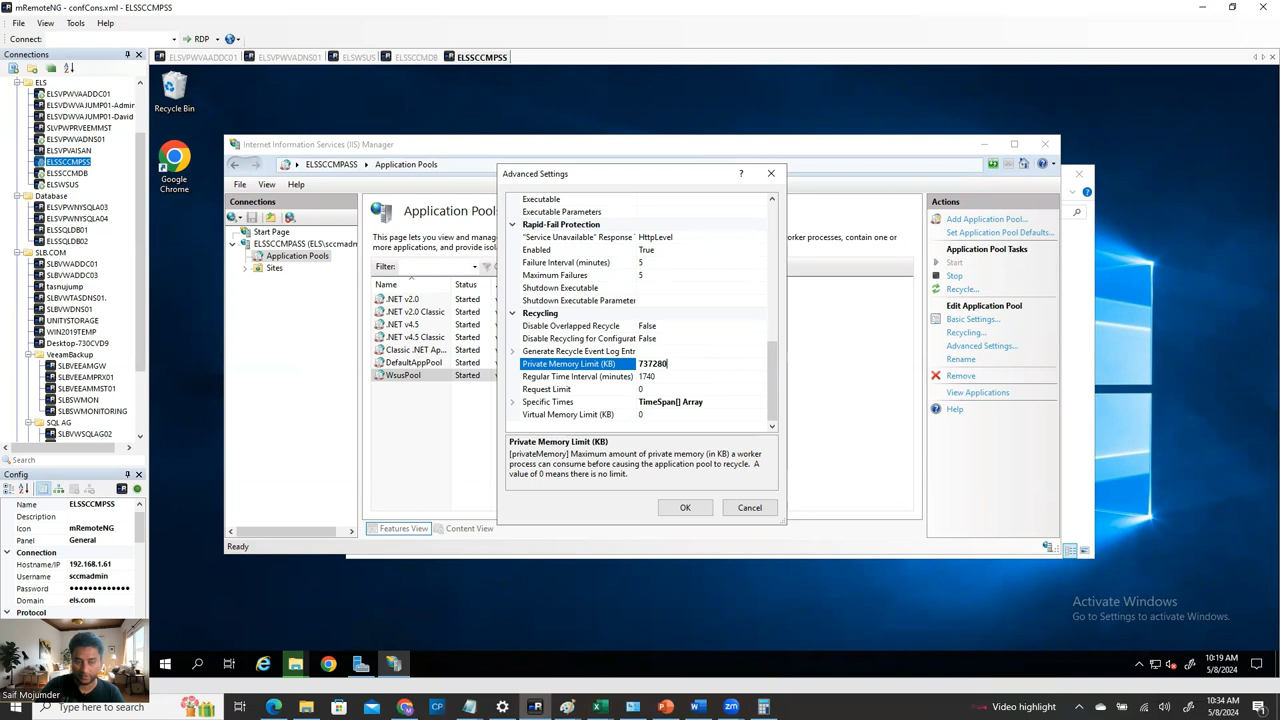 mRemoteNG - confCons.xml - ELSSCCMPSS
File View Tools Help
Connect: RDP
Connections
ELSVPWVAADDC01 ELSVPWVADNS01 ELSWSUS ELSSCCMDB ELSSCCMPSS
ELS
ELSVPWVAADDC01
ELSVDWVAJUMP01-Admin
ELSVDWVAJUMP01-David
SLVPWPRVEEMMST
ELSVPWVADNS01
ELSVPVAISAN
ELSSCCMPSS
ELSSCCMDB
ELWSUS
Database
ELSVPWNYSQLA03
ELSVPWNYSQLA04
ELSSQLDB01
ELSSQLDB02
SLB.COM
SLBVWADDC01
SLBVWADDC03
tasnujump
SLBVWTASDNS01.
SLBVWDNS01
UNITYSTORAGE
WIN2019TEMP
Desktop-730CVD9
VeeamBackup
SLBVEEAMGW
SLBVEEAMPRX01
SLBVEEAMMST01
SLBVWSMON
SLBVWMONITORING
SQL AG
SLBVWSQLAG02
Search
Config
Name ELSSCCMPSS
Description
Icon mRemoteNG
Panel General
Connection
Hostname/IP 192.168.1.61
Username sccmadmin
Password ●●●●●●●●●●●●●
Domain els.com
Protocol
Saif Mojumder
Recycle Bin
Google
Chrome
Internet Information Services (IIS) Manager
ELSSCCMPASS Application Pools
File View Help
Connections
Start Page
ELSSCCMPASS (ELS\sccmadm
Application Pools
Sites
Application Pools
This page lets you view and manage
more applications, and provide isola
worker processes, contain one or
Filter:
Name Status
.NET v2.0 Started
.NET v2.0 Classic Started
.NET v4.5 Started
.NET v4.5 Classic Started
Classic .NET Ap... Started
DefaultAppPool Started
WsusPool Started
Features View Content View
Ready
Advanced Settings
Executable
Executable Parameters
Rapid-Fail Protection
"Service Unavailable" Response HttpLevel
Enabled True
Failure Interval (minutes) 5
Maximum Failures 5
Shutdown Executable
Shutdown Executable Parameter
Recycling
Disable Overlapped Recycle False
Disable Recycling for Configurat False
Generate Recycle Event Log Entr
Private Memory Limit (KB) 737280
Regular Time Interval (minutes) 1740
Request Limit 0
Specific Times TimeSpan[] Array
Virtual Memory Limit (KB) 0
Private Memory Limit (KB)
[privateMemory] Maximum amount of private memory (in KB) a worker
process can consume before causing the application pool to recycle. A
value of 0 means there is no limit.
OK Cancel
Actions
Add Application Pool...
Set Application Pool Defaults...
Application Pool Tasks
Start
Stop
Recycle...
Edit Application Pool
Basic Settings...
Recycling...
Advanced Settings...
Rename
Remove
View Applications
Help
Activate Windows
Go to Settings to activate Windows.
10:19 AM
5/8/2024
Type here to search
Video highlight
10:34 AM
5/8/2024